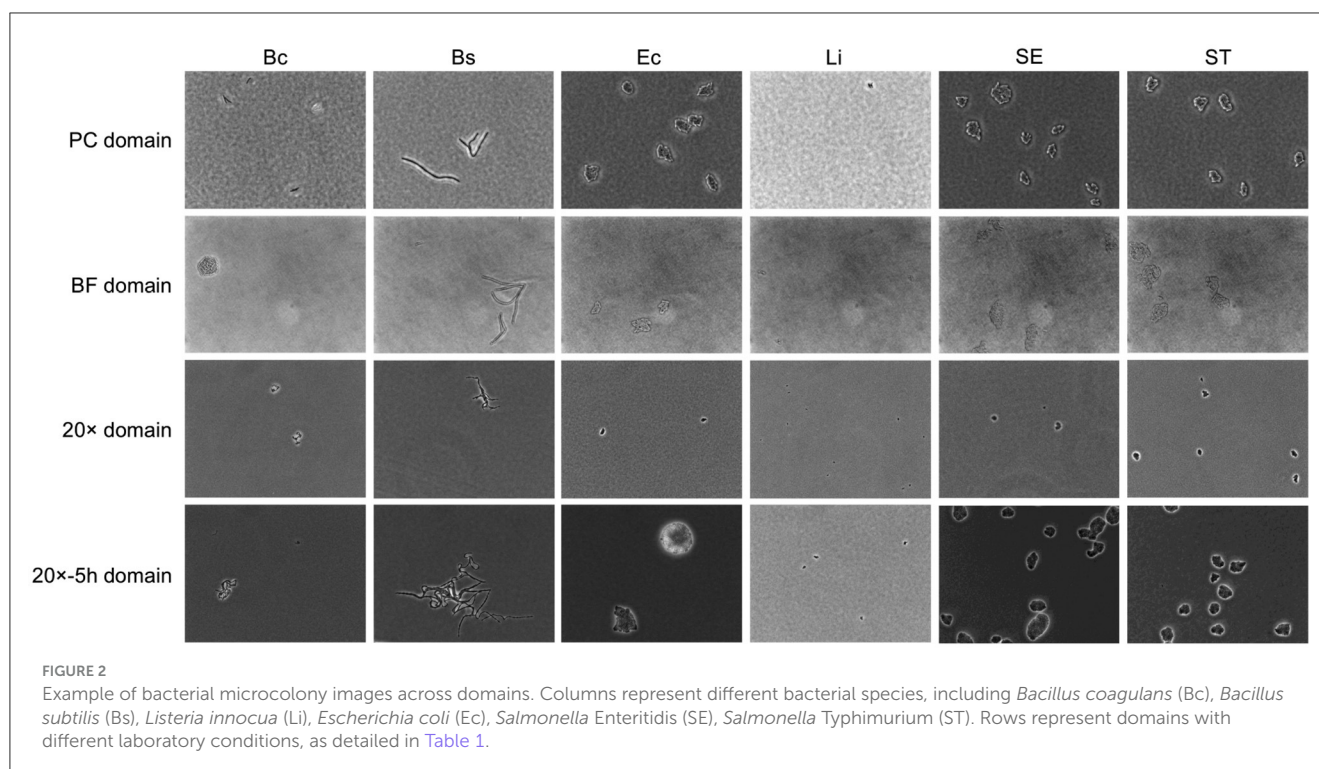 Bc Bs Ec Li SE ST
PC domain
BF domain
20× domain
20×-5h domain
FIGURE 2
Example of bacterial microcolony images across domains. Columns represent different bacterial species, including Bacillus coagulans (Bc), Bacillus
subtilis (Bs), Listeria innocua (Li), Escherichia coli (Ec), Salmonella Enteritidis (SE), Salmonella Typhimurium (ST). Rows represent domains with
different laboratory conditions, as detailed in Table 1.